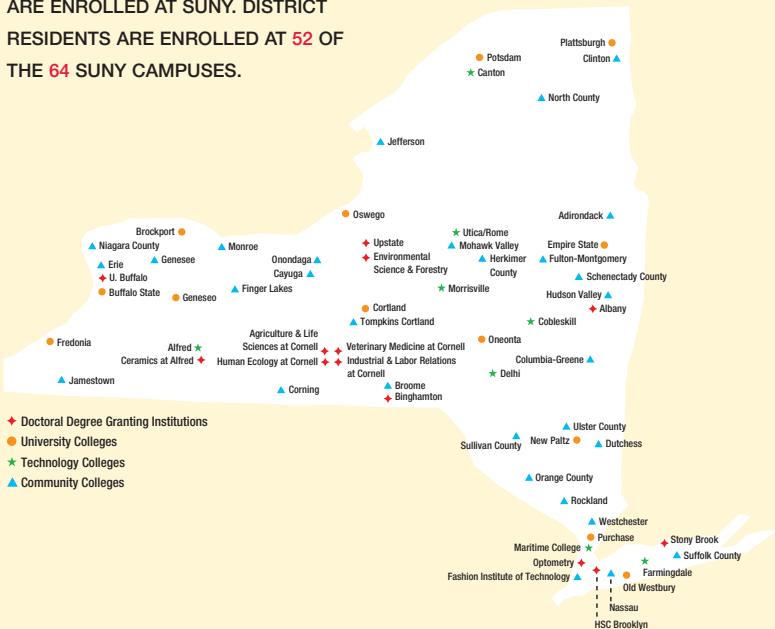 ARE ENROLLED AT SUNY. DISTRICT
RESIDENTS ARE ENROLLED AT 52 OF
THE 64 SUNY CAMPUSES.
Plattsburgh
Clinton
Potsdam
Canton
North County
Jefferson
Oswego
Adirondack
Brockport
Niagara County
Monroe
Genesee
Erie
U. Buffalo
Buffalo State
Geneseo
Finger Lakes
Onondaga
Cayuga
Upstate
Environmental
Science & Forestry
Utica/Rome
Mohawk Valley
Herkimer
County
Morrisville
Empire State
Fulton-Montgomery
Schenectady County
Hudson Valley
Albany
Cobleskill
Cortland
Tompkins Cortland
Fredonia
Alfred
Ceramics at Alfred
Agriculture & Life
Sciences at Cornell
Human Ecology at Cornell
Veterinary Medicine at Cornell
Industrial & Labor Relations
at Cornell
Oneonta
Delhi
Columbia-Greene
Jamestown
Corning
Broome
Binghamton
Doctoral Degree Granting Institutions
University Colleges
Technology Colleges
Community Colleges
Ulster County
New Paltz
Dutchess
Sullivan County
Orange County
Rockland
Westchester
Purchase
Maritime College
Optometry
Fashion Institute of Technology
Stony Brook
Suffolk County
Farmingdale
Old Westbury
Nassau
HSC Brooklyn